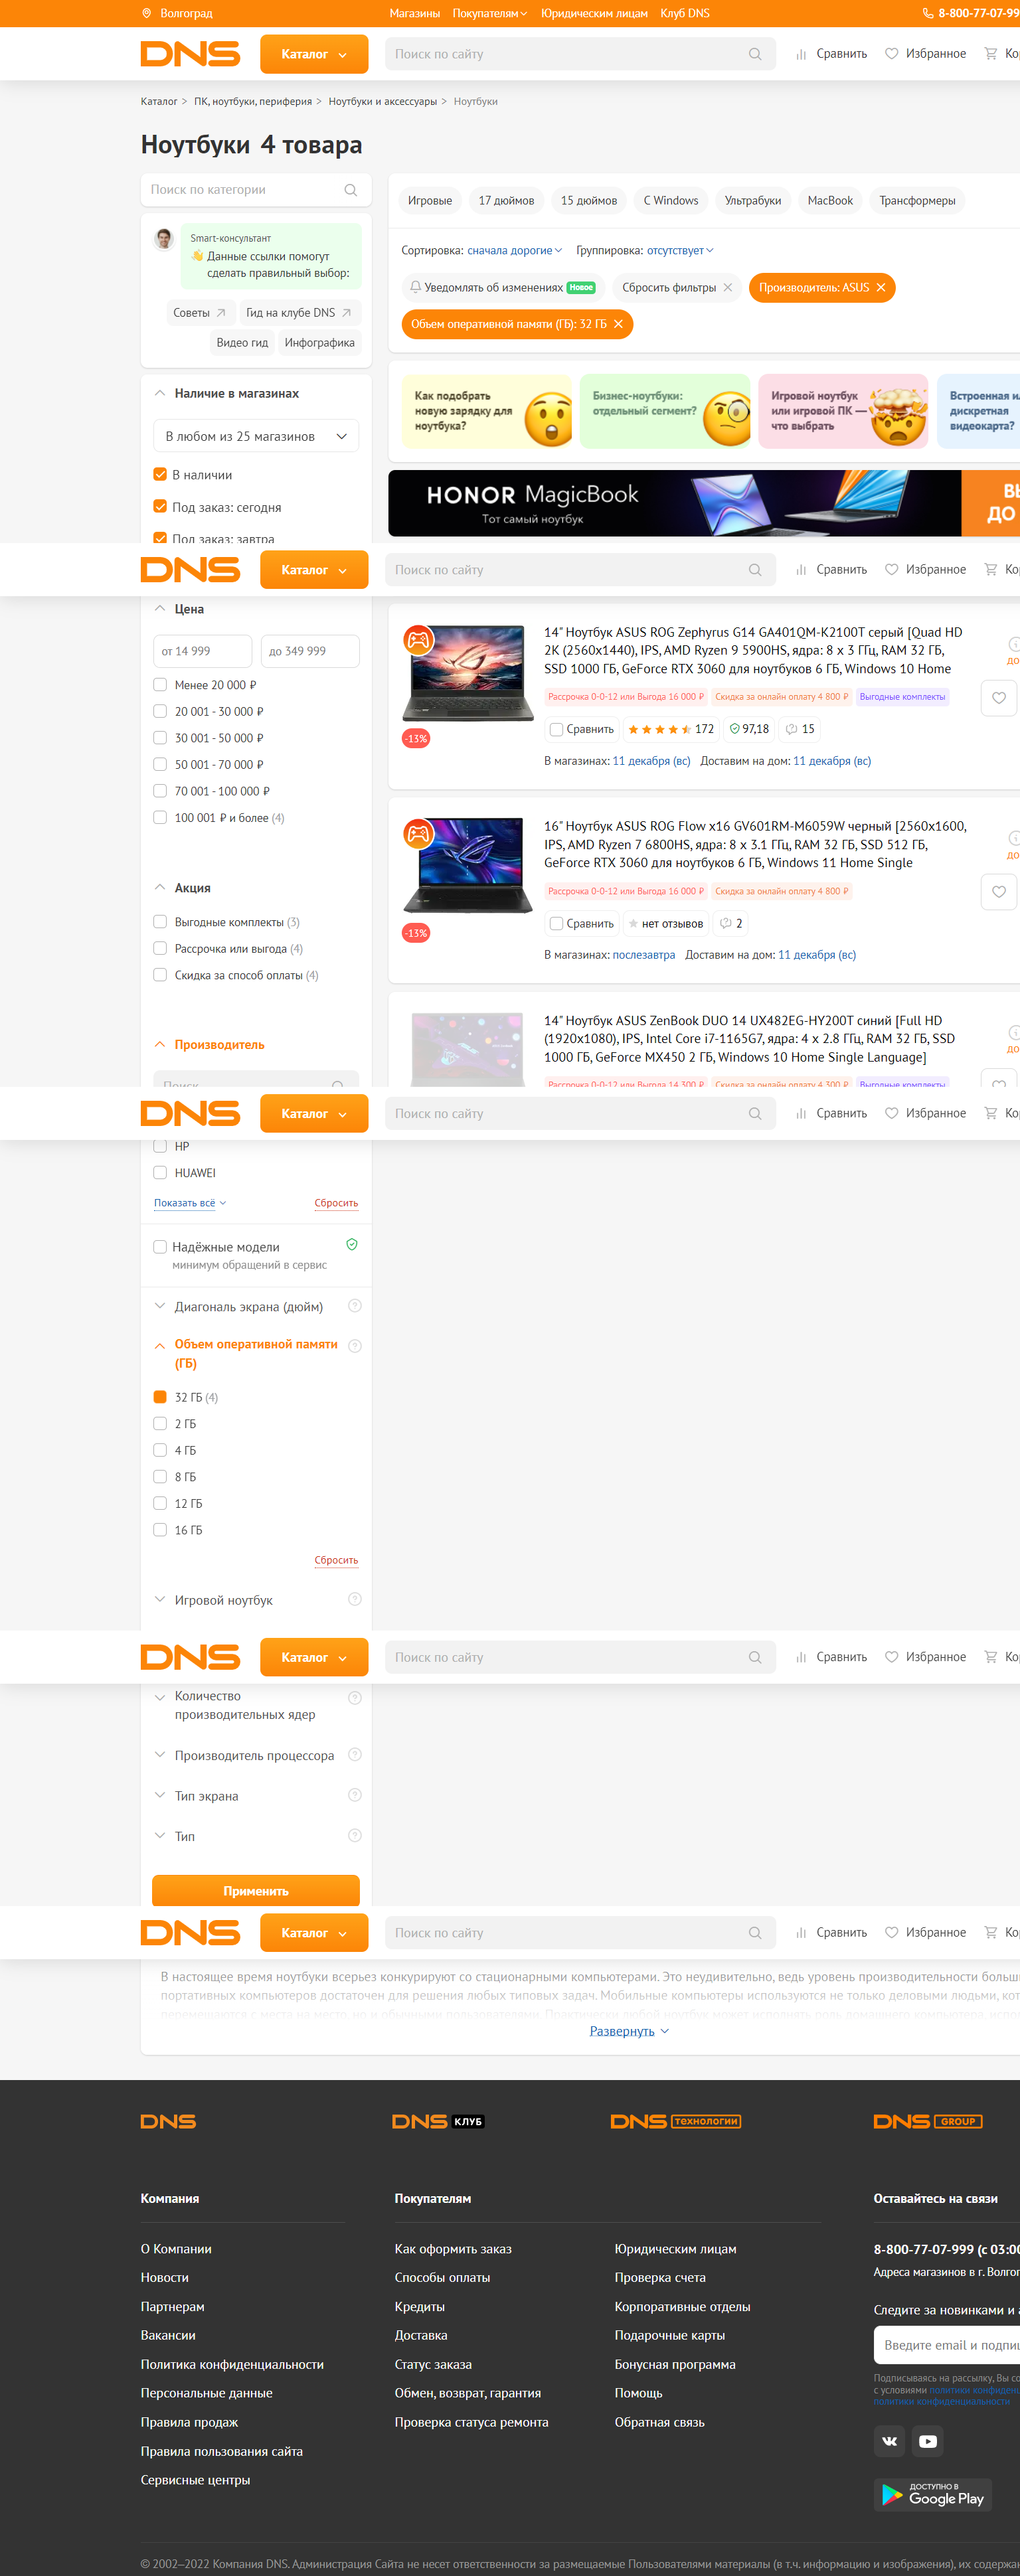 Волгоград
Магазины Покупателям Юридическим лицам Клуб DNS
8-800-77-07-99
DNS Каталог Поиск по сайту Сравнить Избранное
Каталог > ПК, ноутбуки, периферия > Ноутбуки и аксессуары > Ноутбуки
Ноутбуки 4 товара
Поиск по категории
Smart-консультант
Данные ссылки помогут
сделать правильный выбор:
Советы Гид на клубе DNS
Видео гид Инфографика
Наличие в магазинах
В любом из 25 магазинов
В наличии
Под заказ: сегодня
Под заказ: завтра
Игровые 17 дюймов 15 дюймов С Windows Ультрабуки MacBook Трансформеры
Сортировка: сначала дорогие Группировка: отсутствует
Уведомлять об изменениях Новое Сбросить фильтры Производитель: ASUS
Объем оперативной памяти (ГБ): 32 ГБ
Как подобрать
новую зарядку для
ноутбука?
Бизнес-ноутбуки:
отдельный сегмент?
Игровой ноутбук
или игровой ПК —
что выбрать
Встроенная и
дискретная
видеокарта?
HONOR MagicBook
Тот самый ноутбук
ДО
DNS Каталог Поиск по сайту Сравнить Избранное
Цена
от 14 999 до 349 999
Менее 20 000 ₽
20 001 - 30 000 ₽
30 001 - 50 000 ₽
50 001 - 70 000 ₽
70 001 - 100 000 ₽
100 001 ₽ и более (4)
Акция
Выгодные комплекты (3)
Рассрочка или выгода (4)
Скидка за способ оплаты (4)
Производитель
Поиск
14" Ноутбук ASUS ROG Zephyrus G14 GA401QM-K2100T серый [Quad HD
2K (2560x1440), IPS, AMD Ryzen 9 5900HS, ядра: 8 х 3 ГГц, RAM 32 ГБ,
SSD 1000 ГБ, GeForce RTX 3060 для ноутбуков 6 ГБ, Windows 10 Home
Рассрочка 0-0-12 или Выгода 16 000 ₽ Скидка за онлайн оплату 4 800 ₽ Выгодные комплекты
-13%
Сравнить 172 97,18 15
В магазинах: 11 декабря (вс) Доставим на дом: 11 декабря (вс)
16" Ноутбук ASUS ROG Flow x16 GV601RM-M6059W черный [2560x1600,
IPS, AMD Ryzen 7 6800HS, ядра: 8 х 3.1 ГГц, RAM 32 ГБ, SSD 512 ГБ,
GeForce RTX 3060 для ноутбуков 6 ГБ, Windows 11 Home Single
Рассрочка 0-0-12 или Выгода 16 000 ₽ Скидка за онлайн оплату 4 800 ₽
-13%
Сравнить нет отзывов 2
В магазинах: послезавтра Доставим на дом: 11 декабря (вс)
14" Ноутбук ASUS ZenBook DUO 14 UX482EG-HY200T синий [Full HD
(1920x1080), IPS, Intel Core i7-1165G7, ядра: 4 х 2.8 ГГц, RAM 32 ГБ, SSD
1000 ГБ, GeForce MX450 2 ГБ, Windows 10 Home Single Language]
Рассрочка 0-0-12 или Выгода 14 300 ₽ Скидка за онлайн оплату 4 300 ₽ Выгодные комплекты
DNS Каталог Поиск по сайту Сравнить Избранное
HP
HUAWEI
Показать всё Сбросить
Надёжные модели
минимум обращений в сервис
Диагональ экрана (дюйм)
Объем оперативной памяти
(ГБ)
32 ГБ (4)
2 ГБ
4 ГБ
8 ГБ
12 ГБ
16 ГБ
Сбросить
Игровой ноутбук
DNS Каталог Поиск по сайту Сравнить Избранное
Количество
производительных ядер
Производитель процессора
Тип экрана
Тип
Применить
DNS Каталог Поиск по сайту Сравнить Избранное
В настоящее время ноутбуки всерьез конкурируют со стационарными компьютерами. Это неудивительно, ведь уровень производительности
портативных компьютеров достаточен для решения любых типовых задач. Мобильные компьютеры используются не только деловыми людьми,
Развернуть
DNS DNS КЛУБ DNS технологии DNS GROUP
Компания
О Компании
Новости
Партнерам
Вакансии
Политика конфиденциальности
Персональные данные
Правила продаж
Правила пользования сайта
Сервисные центры
Покупателям
Как оформить заказ
Способы оплаты
Кредиты
Доставка
Статус заказа
Обмен, возврат, гарантия
Проверка статуса ремонта
Юридическим лицам
Проверка счета
Корпоративные отделы
Подарочные карты
Бонусная программа
Помощь
Обратная связь
Оставайтесь на связи
8-800-77-07-999 (с 03:00
Адреса магазинов в г. Волгог
Следите за новинками и
Введите email и подпи
Подписываясь на рассылку, Вы со
с условиями политики конфиденц
политики конфиденциальности
ДОСТУПНО В
Google Play
© 2002–2022 Компания DNS. Администрация Сайта не несет ответственности за размещаемые Пользователями материалы (в т.ч. информацию и изображения), их содержан